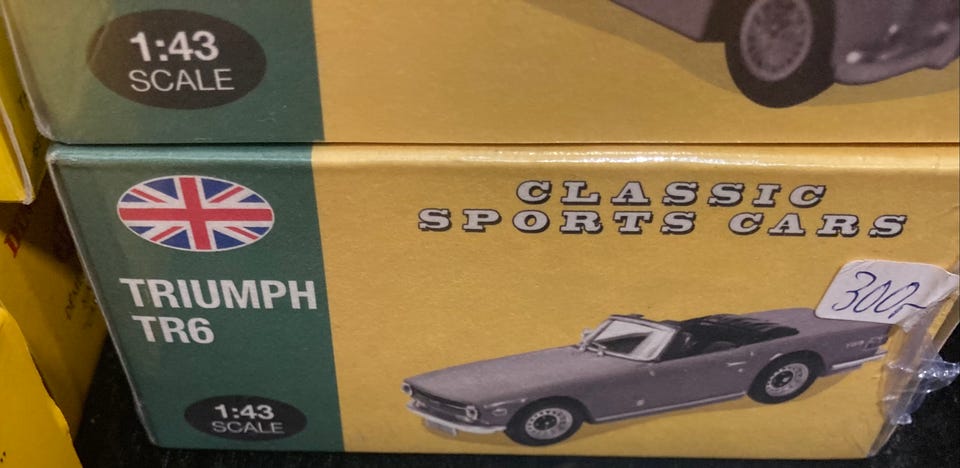 1:43
SCALE
CLASSIC
SPORTS CARS
TRIUMPH
TR6
300,-
1:43
SCALE